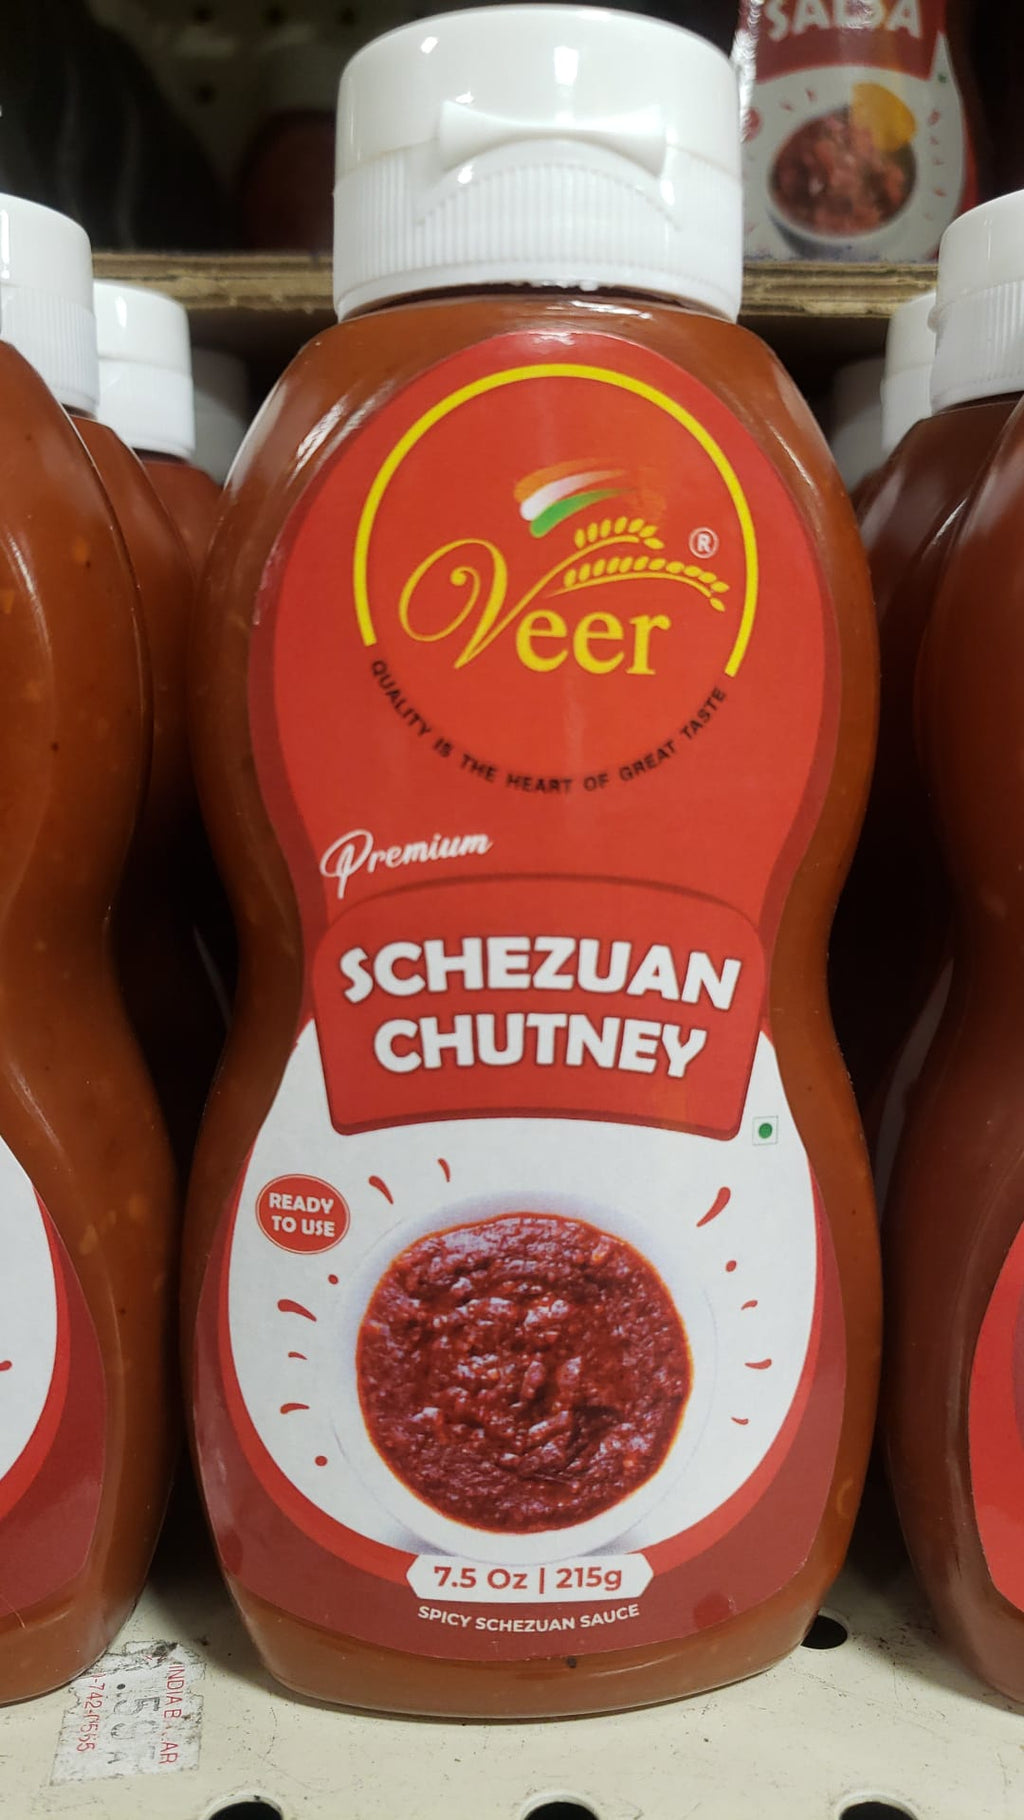 SALSA
Veer
®
QUALITY IS THE HEART OF GREAT TASTE
Premium
SCHEZUAN
CHUTNEY
READY
TO USE
7.5 Oz | 215g
SPICY SCHEZUAN SAUCE